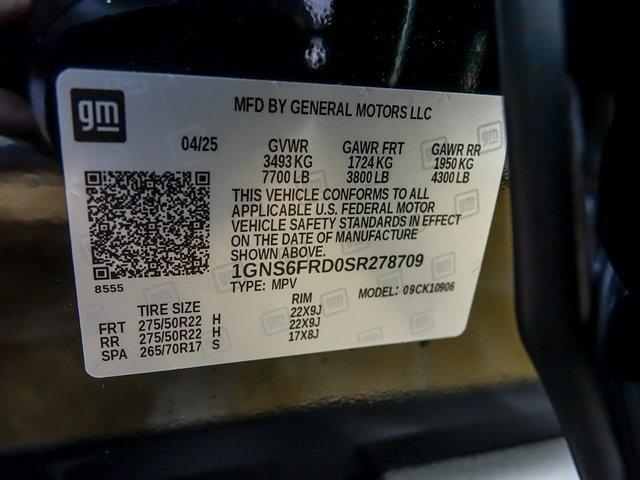 gm
MFD BY GENERAL MOTORS LLC
04/25 GVWR GAWR FRT GAWR RR
3493 KG 1724 KG 1950 KG
7700 LB 3800 LB 4300 LB
THIS VEHICLE CONFORMS TO ALL
APPLICABLE U.S. FEDERAL MOTOR
VEHICLE SAFETY STANDARDS IN EFFECT
ON THE DATE OF MANUFACTURE
SHOWN ABOVE.
8555
1GNS6FRD0SR278709
TYPE: MPV MODEL: 09CK10906
TIRE SIZE RIM
FRT 275/50R22 H 22X9J
RR 275/50R22 H 22X9J
SPA 265/70R17 S 17X8J